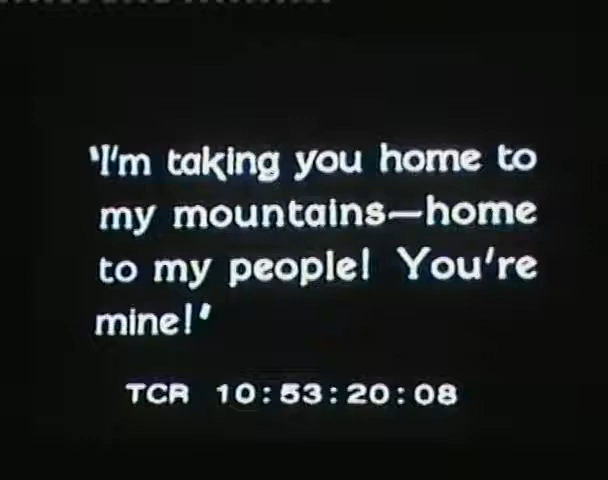 'I'm taking you home to
my mountains—home
to my people! You're
mine!'
TCR 10:53:20:08